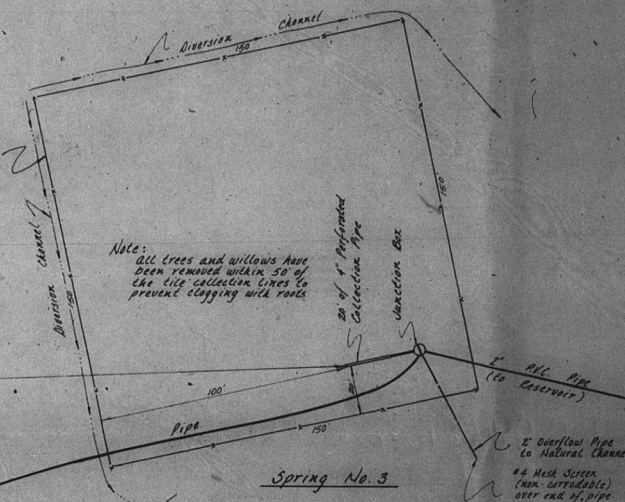 Diversion Channel
150'
Diversion Channel
150'
150'
Note:
All trees and willows have
been removed within 50' of
the tile collection lines to
prevent clogging with roots
20' of 4" Perforated
Collection Pipe
Junction Box
100'
Pipe
150'
2" PVC Pipe
(to Reservoir)
2" Overflow Pipe
to Natural Channel
#4 Mesh Screen
(non-corrodable)
over end of pipe
Spring No. 3